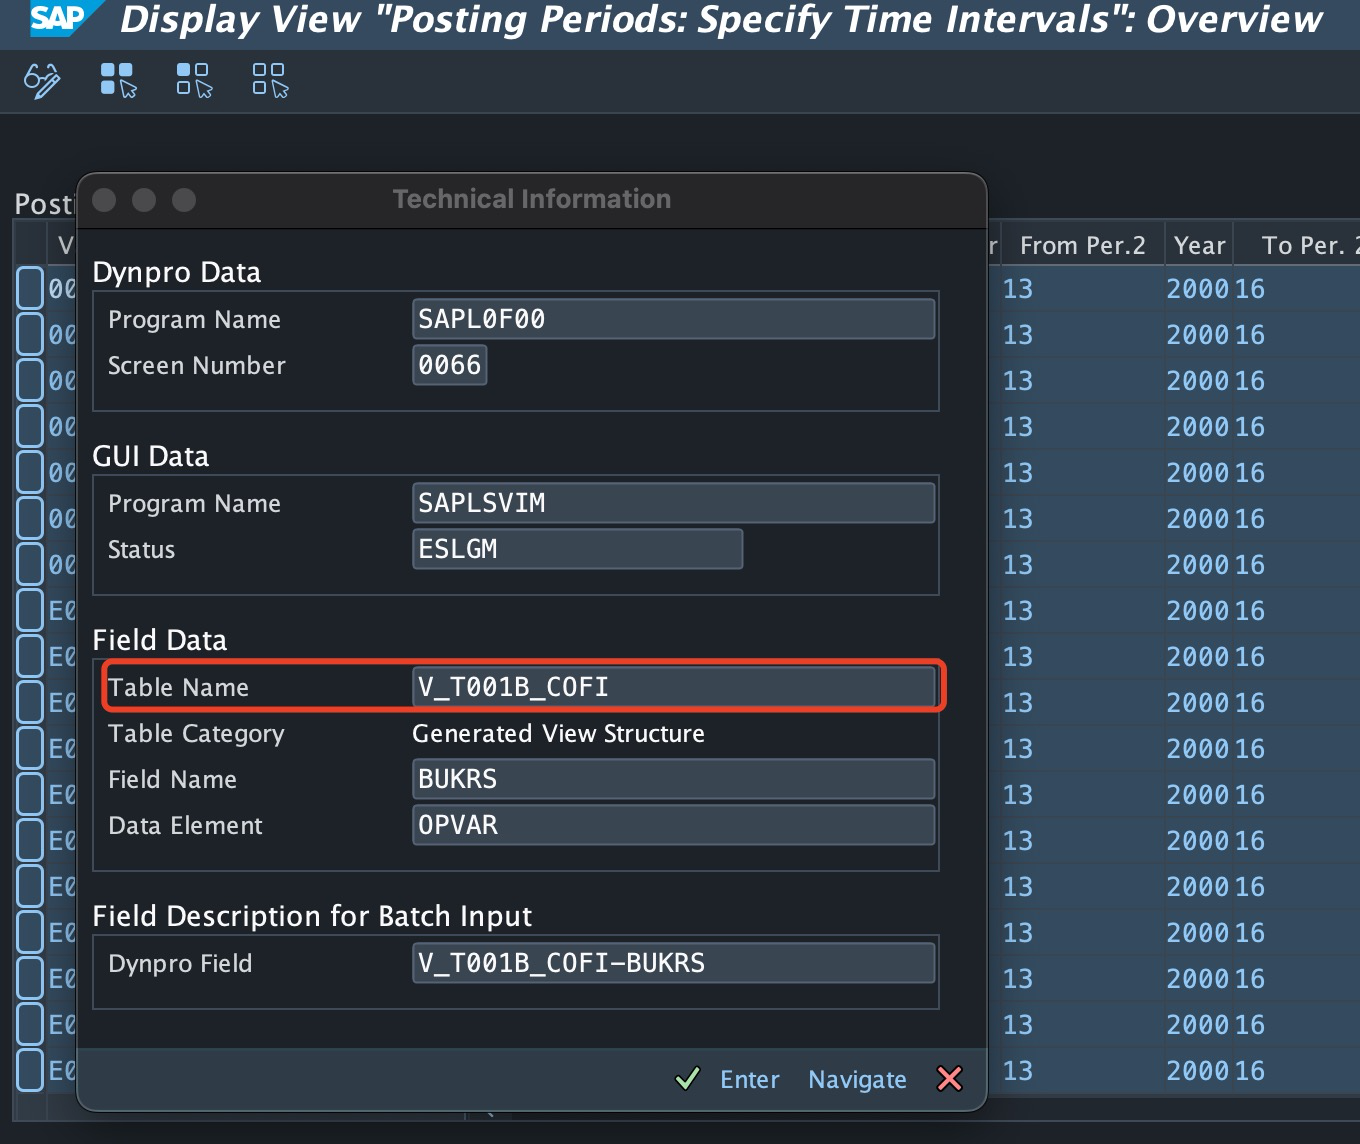 SAP Display View "Posting Periods: Specify Time Intervals": Overview
Technical Information
From Per.2 Year To Per. 2
Dynpro Data
Program Name SAPL0F00
Screen Number 0066
GUI Data
Program Name SAPLSVIM
Status ESLGM
Field Data
Table Name V_T001B_COFI
Table Category Generated View Structure
Field Name BUKRS
Data Element OPVAR
Field Description for Batch Input
Dynpro Field V_T001B_COFI-BUKRS
Enter Navigate
Posti
V r
00 13 2000 16
00 13 2000 16
00 13 2000 16
00 13 2000 16
00 13 2000 16
00 13 2000 16
00 13 2000 16
E0 13 2000 16
E0 13 2000 16
E0 13 2000 16
E0 13 2000 16
E0 13 2000 16
E0 13 2000 16
E0 13 2000 16
E0 13 2000 16
E0 13 2000 16
E0 13 2000 16
E0 13 2000 16